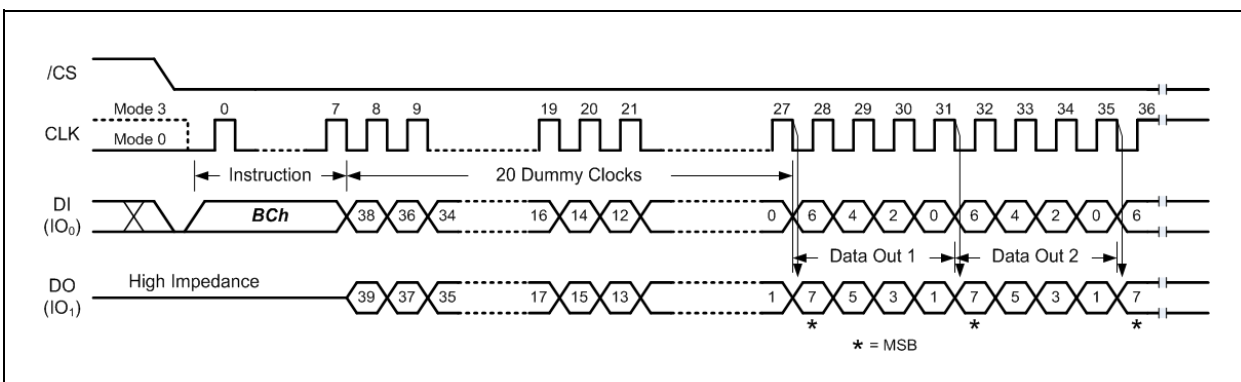 /CS
Mode 3 0 7 8 9 19 20 21 27 28 29 30 31 32 33 34 35 36
CLK
Mode 0
Instruction 20 Dummy Clocks
DI
(IO₀)
BCh 38 36 34 16 14 12 0 6 4 2 0 6 4 2 0 6
Data Out 1 Data Out 2
DO
(IO₁)
High Impedance
39 37 35 17 15 13 1 7 5 3 1 7 5 3 1 7
* * *
* = MSB